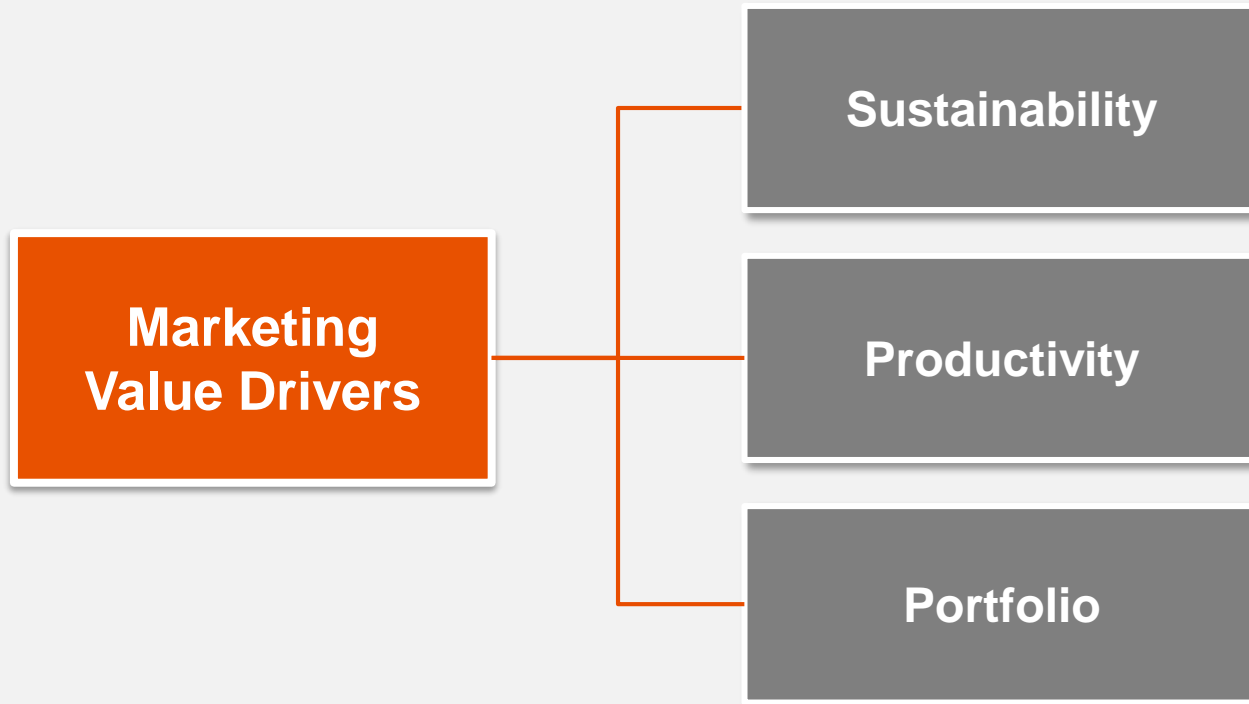 Sustainability
Marketing
Value Drivers
Productivity
Portfolio